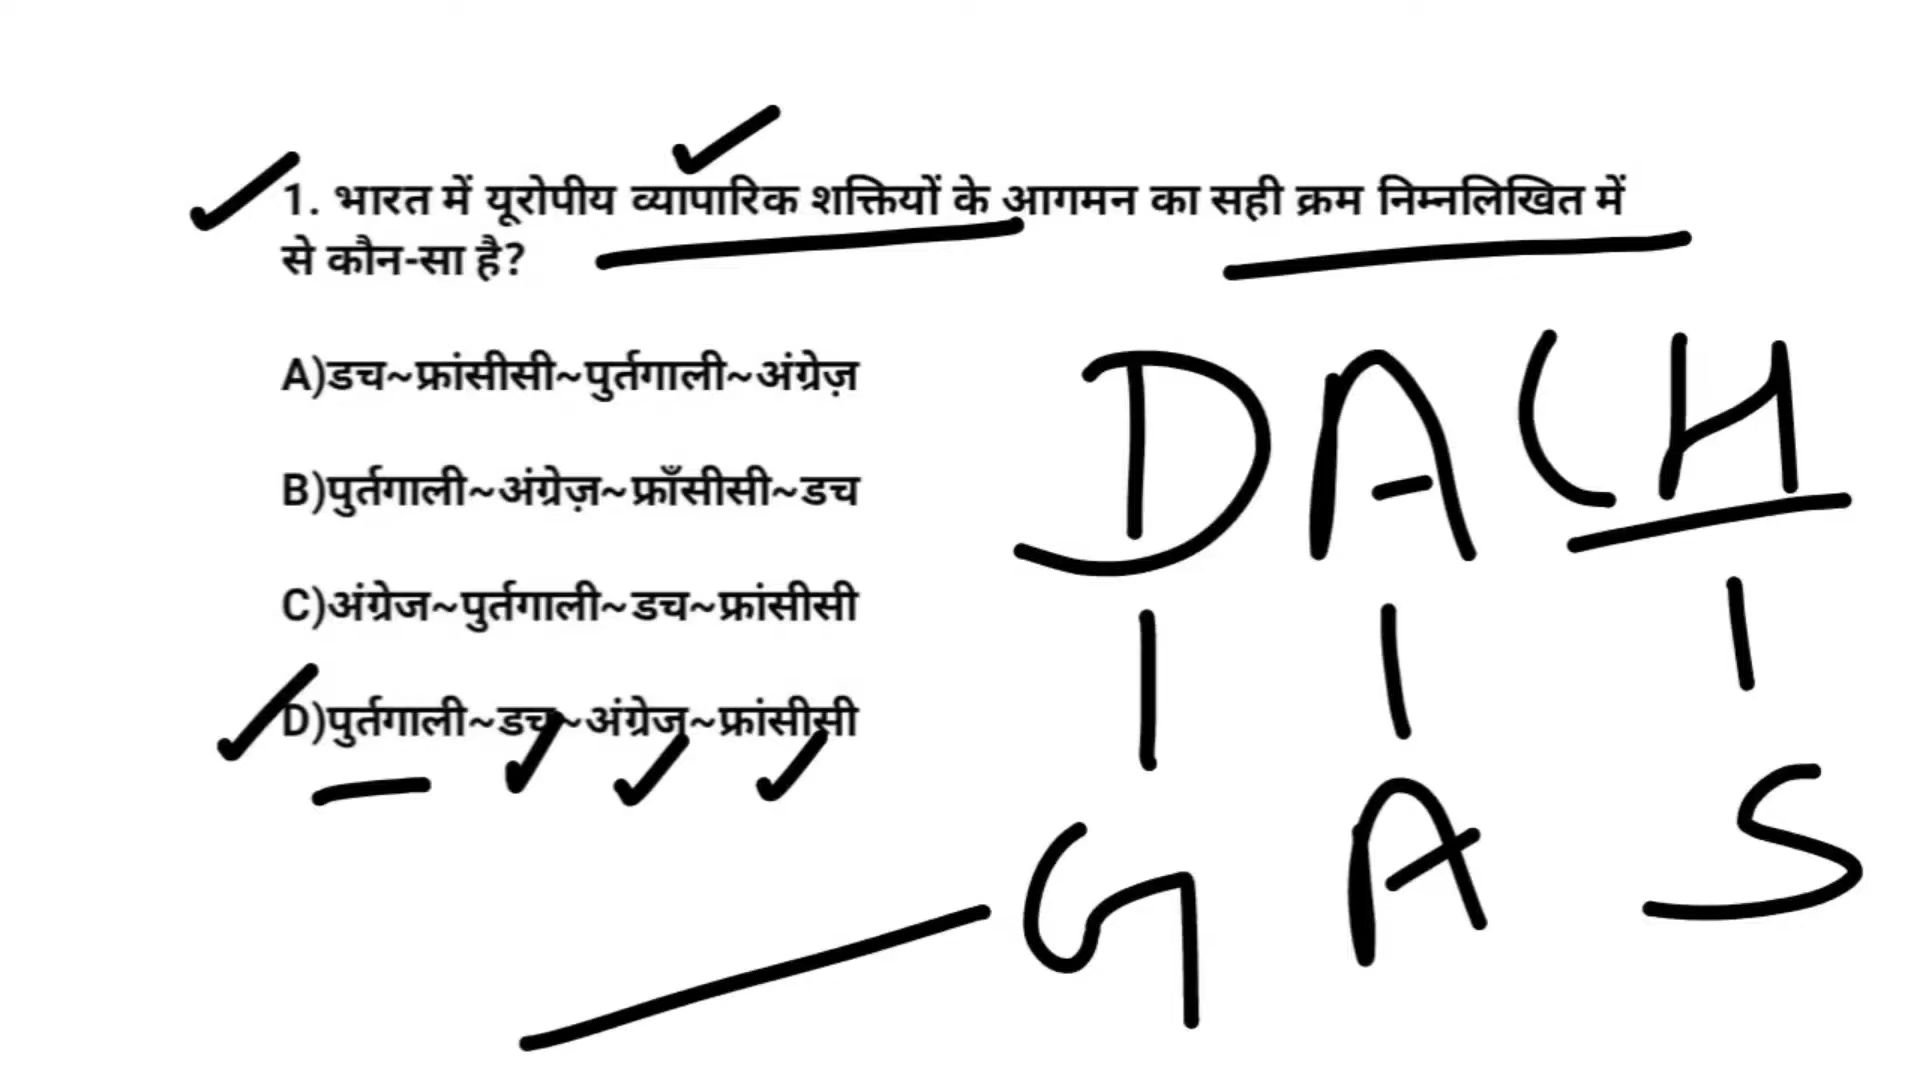 1. भारत में यूरोपीय व्यापारिक शक्तियों के आगमन का सही क्रम निम्नलिखित में
से कौन-सा है?
A)डच~फ्रांसीसी~पुर्तगाली~अंग्रेज़
B)पुर्तगाली~अंग्रेज़~फ्राँसीसी~डच
C)अंग्रेज~पुर्तगाली~डच~फ्रांसीसी
D)पुर्तगाली~डच~अंग्रेज~फ्रांसीसी
DACH
GAS